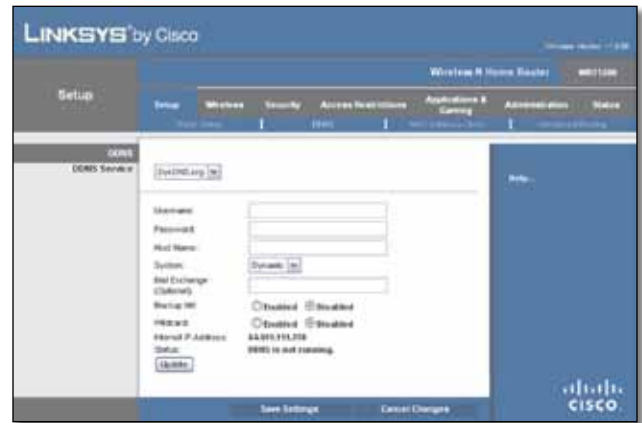 LINKSYS® by Cisco
Wireless-N Home Router
Setup
Setup Wireless Security Access Restrictions Applications & Gaming Administration Status
DDNS
DDNS
DDNS Service
DynDNS.org
Help...
Username:
Password:
Host Name:
System:
Dynamic
Mail Exchange (Optional):
Backup MX:
Enabled Disabled
Wildcard:
Enabled Disabled
Internet IP Address:
Status:
DDNS is not running.
Update
Save Settings Cancel Changes
CISCO